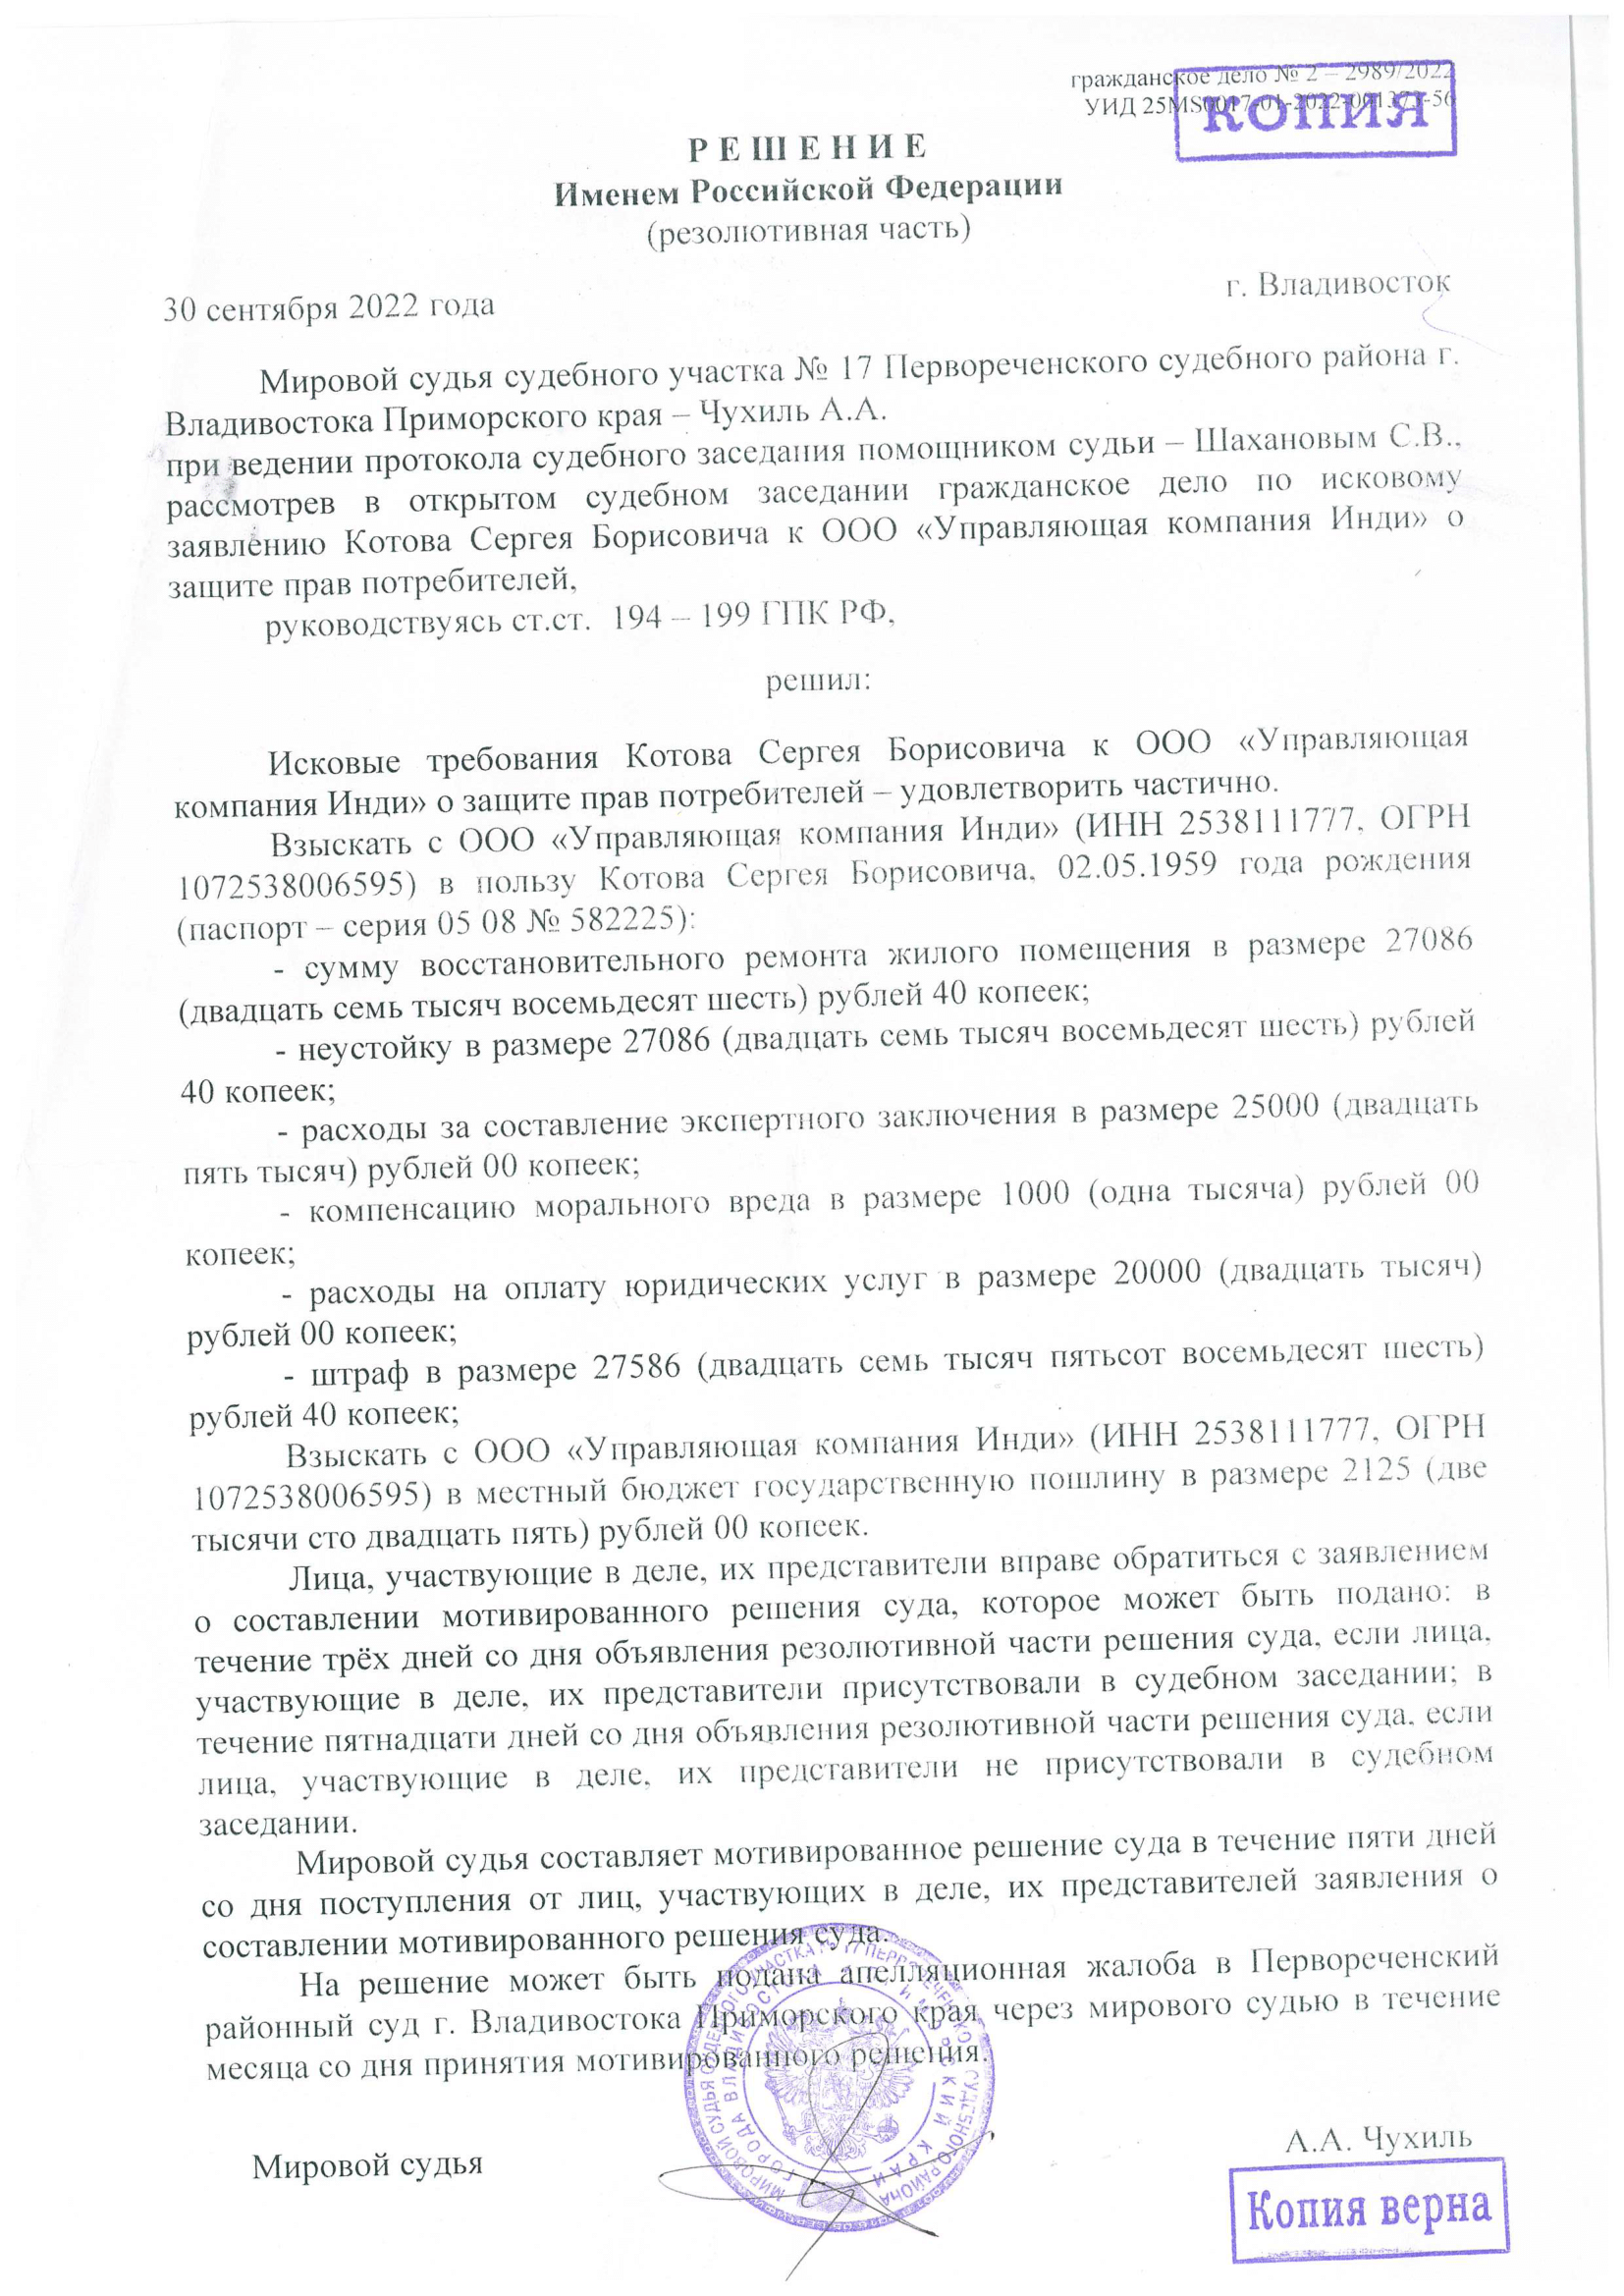 гражданское дело № 2 – 2989/2022
УИД 25MS0017-01-2022-
КОПИЯ
Р Е Ш Е Н И Е
Именем Российской Федерации
(резолютивная часть)
30 сентября 2022 года
г. Владивосток
Мировой судья судебного участка № 17 Первореченского судебного района г.
Владивостока Приморского края – Чухиль А.А.
при ведении протокола судебного заседания помощником судьи – Шахановым С.В.,
рассмотрев в открытом судебном заседании гражданское дело по исковому
заявлению Котова Сергея Борисовича к ООО «Управляющая компания Инди» о
защите прав потребителей,
руководствуясь ст.ст. 194 – 199 ГПК РФ,
решил:
Исковые требования Котова Сергея Борисовича к ООО «Управляющая
компания Инди» о защите прав потребителей – удовлетворить частично.
Взыскать с ООО «Управляющая компания Инди» (ИНН 2538111777, ОГРН
1072538006595) в пользу Котова Сергея Борисовича, 02.05.1959 года рождения
(паспорт – серия 05 08 № 582225):
- сумму восстановительного ремонта жилого помещения в размере 27086
(двадцать семь тысяч восемьдесят шесть) рублей 40 копеек;
- неустойку в размере 27086 (двадцать семь тысяч восемьдесят шесть) рублей
40 копеек;
- расходы за составление экспертного заключения в размере 25000 (двадцать
пять тысяч) рублей 00 копеек;
- компенсацию морального вреда в размере 1000 (одна тысяча) рублей 00
копеек;
- расходы на оплату юридических услуг в размере 20000 (двадцать тысяч)
рублей 00 копеек;
- штраф в размере 27586 (двадцать семь тысяч пятьсот восемьдесят шесть)
рублей 40 копеек;
Взыскать с ООО «Управляющая компания Инди» (ИНН 2538111777, ОГРН
1072538006595) в местный бюджет государственную пошлину в размере 2125 (две
тысячи сто двадцать пять) рублей 00 копеек.
Лица, участвующие в деле, их представители вправе обратиться с заявлением
о составлении мотивированного решения суда, которое может быть подано: в
течение трёх дней со дня объявления резолютивной части решения суда, если лица,
участвующие в деле, их представители присутствовали в судебном заседании; в
течение пятнадцати дней со дня объявления резолютивной части решения суда, если
лица, участвующие в деле, их представители не присутствовали в судебном
заседании.
Мировой судья составляет мотивированное решение суда в течение пяти дней
со дня поступления от лиц, участвующих в деле, их представителей заявления о
составлении мотивированного решения суда.
На решение может быть подана апелляционная жалоба в Первореченский
районный суд г. Владивостока Приморского края через мирового судью в течение
месяца со дня принятия мотивированного решения.
МИРОВОЙ СУДЬЯ СУДЕБНОГО УЧАСТКА № 17 ПЕРВОРЕЧЕНСКОГО СУДЕБНОГО РАЙОНА
ГОРОДА ВЛАДИВОСТОКА ПРИМОРСКИЙ КРАЙ
Мировой судья
А.А. Чухиль
Копия верна